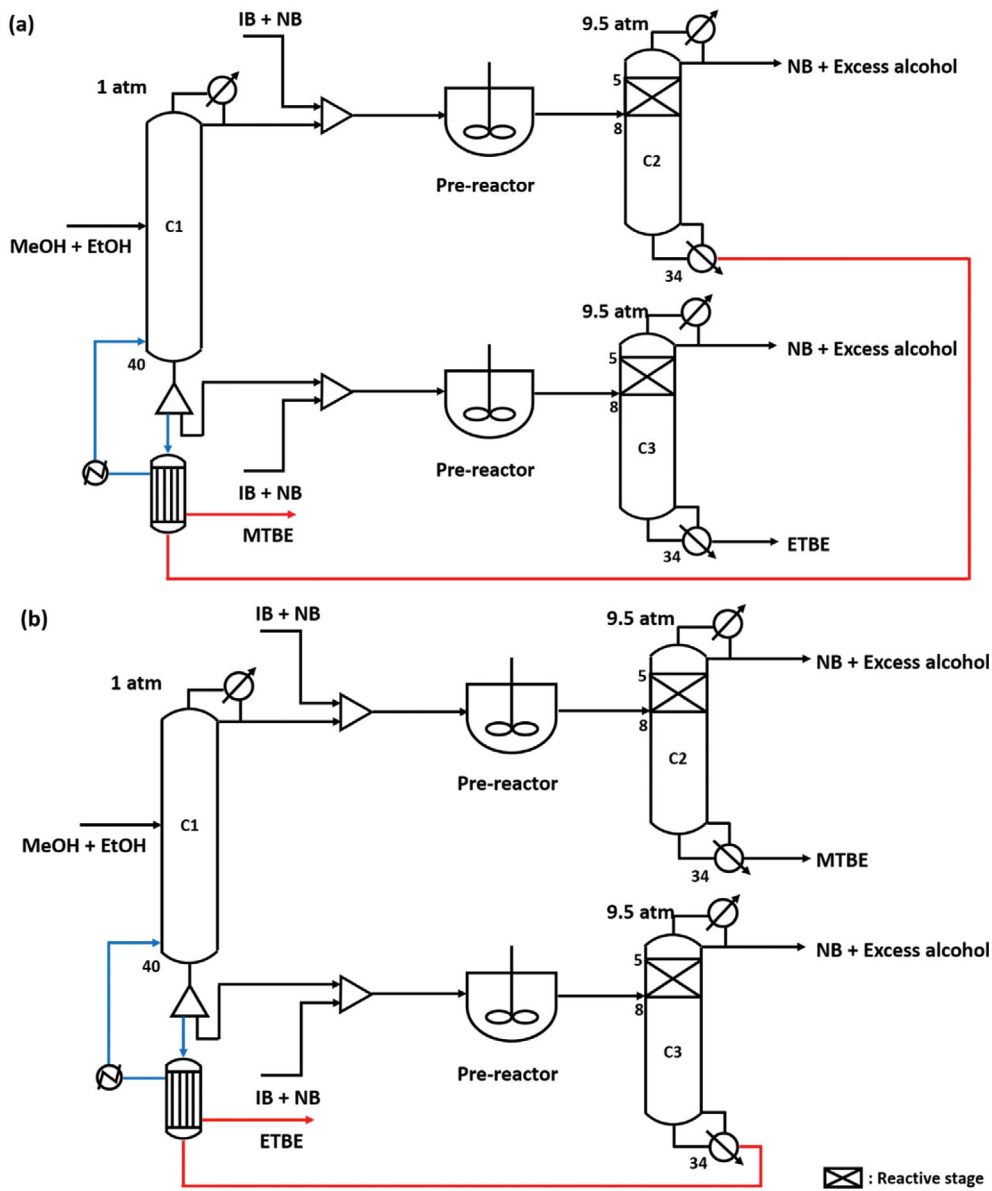 (a)
IB + NB
9.5 atm
NB + Excess alcohol
1 atm
5
8
C2
Pre-reactor
C1
MeOH + EtOH
34
9.5 atm
NB + Excess alcohol
40
5
8
Pre-reactor
C3
IB + NB
MTBE
34
ETBE
(b)
IB + NB
9.5 atm
NB + Excess alcohol
1 atm
5
8
C2
Pre-reactor
C1
MeOH + EtOH
MTBE
34
9.5 atm
NB + Excess alcohol
40
5
8
C3
Pre-reactor
IB + NB
ETBE
34
: Reactive stage